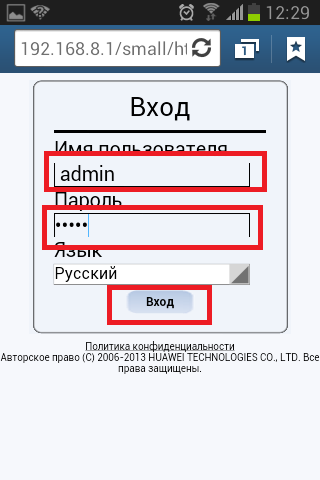 12:29
192.168.8.1/small/ht
1
Вход
Имя пользователя
admin
Пароль
•••••
Язык
Русский
Вход
Политика конфиденциальности
Авторское право (C) 2006-2013 HUAWEI TECHNOLOGIES CO., LTD. Все
права защищены.